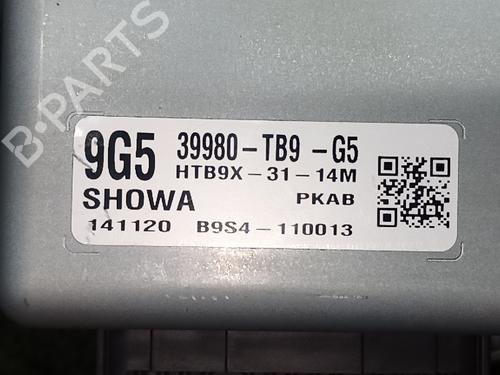 B-PARTS
9G5 39980-TB9 -G5
HTB9X-31-14M
SHOWA PKAB
141120 B9S4-110013